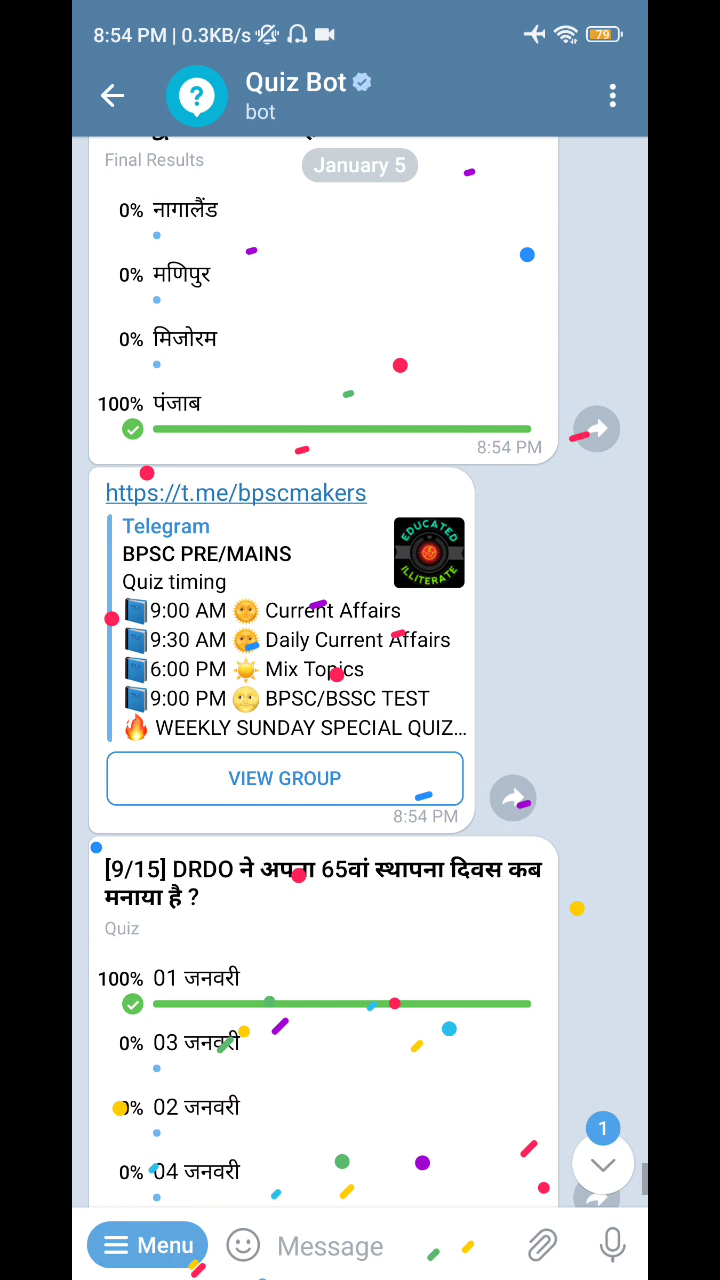 8:54 PM | 0.3KB/s
79
Quiz Bot
bot
Final Results
January 5
0% नागालैंड
0% मणिपुर
0% मिजोरम
100% पंजाब
8:54 PM
https://t.me/bpscmakers
Telegram
EDUCATED
ILLITERATE
BPSC PRE/MAINS
Quiz timing
📘9:00 AM 🌞 Current Affairs
📘9:30 AM 🌞 Daily Current Affairs
📘6:00 PM ☀️ Mix Topics
📘9:00 PM 🌝 BPSC/BSSC TEST
🔥 WEEKLY SUNDAY SPECIAL QUIZ...
VIEW GROUP
8:54 PM
[9/15] DRDO ने अपना 65वां स्थापना दिवस कब
मनाया है ?
Quiz
100% 01 जनवरी
0% 03 जनवरी
0% 02 जनवरी
1
0% 04 जनवरी
Menu
Message